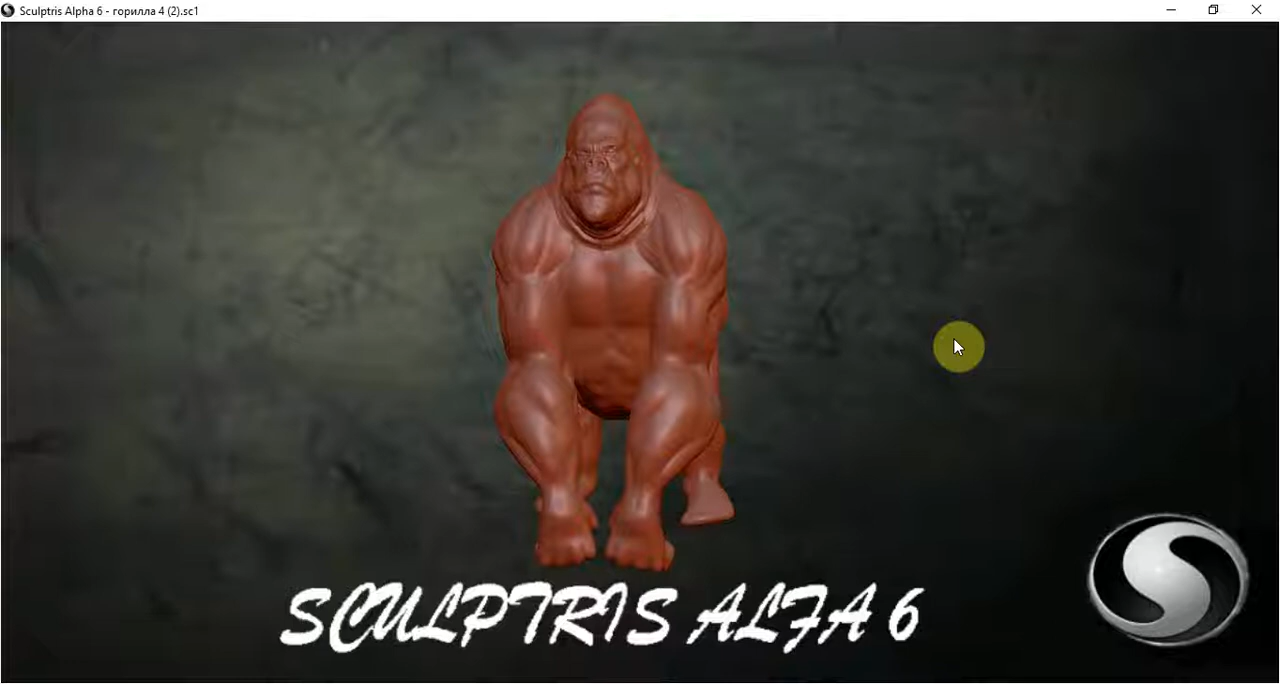 Sculptris Alpha 6 - горилла 4 (2).sc1
SCULPTRIS ALFA 6